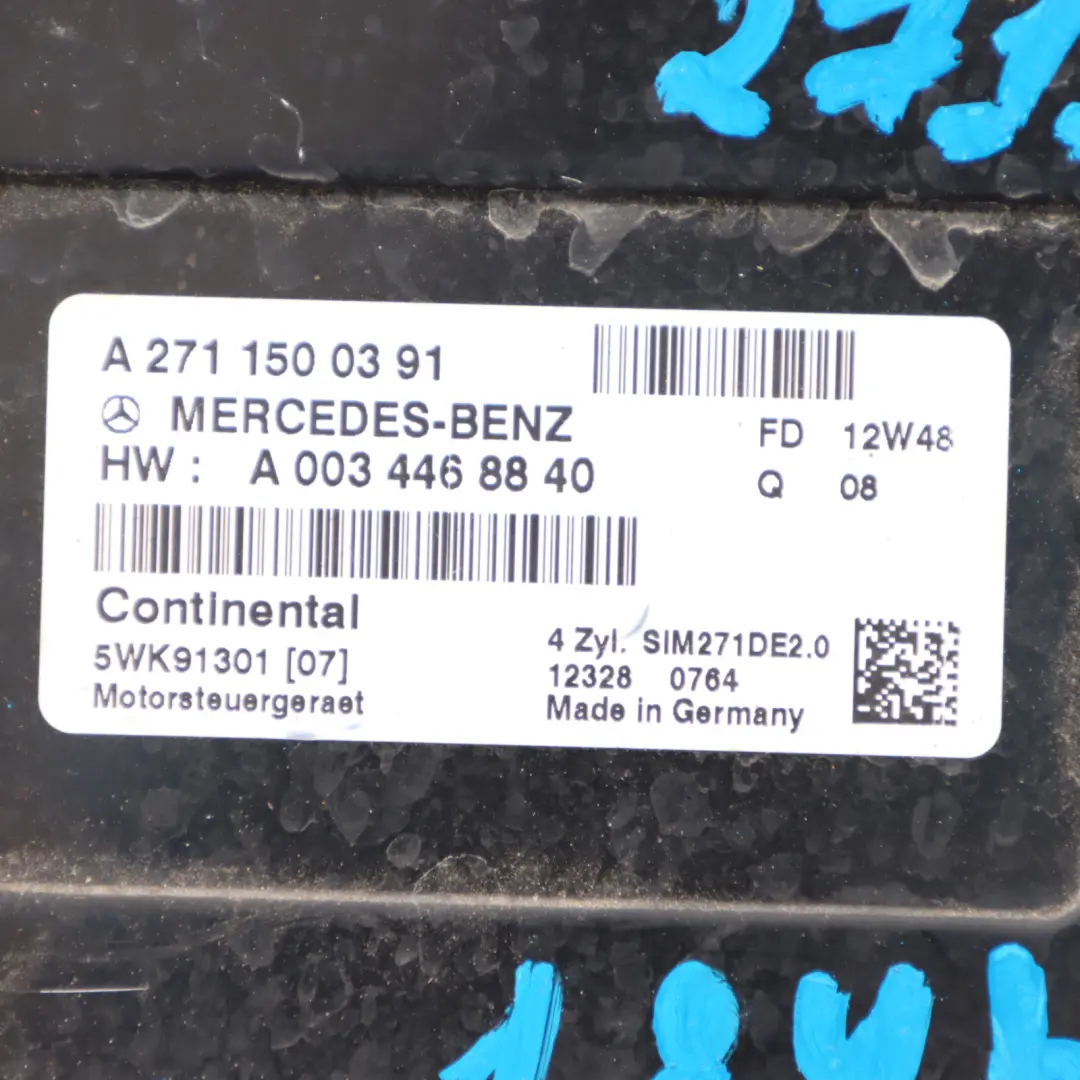 271.
A 271 150 03 91
MERCEDES-BENZ
HW : A 003 446 88 40
FD 12W48
Q 08
Continental
5WK91301 [07]
Motorsteuergeraet
4 Zyl. SIM271DE2.0
12328 0764
Made in Germany